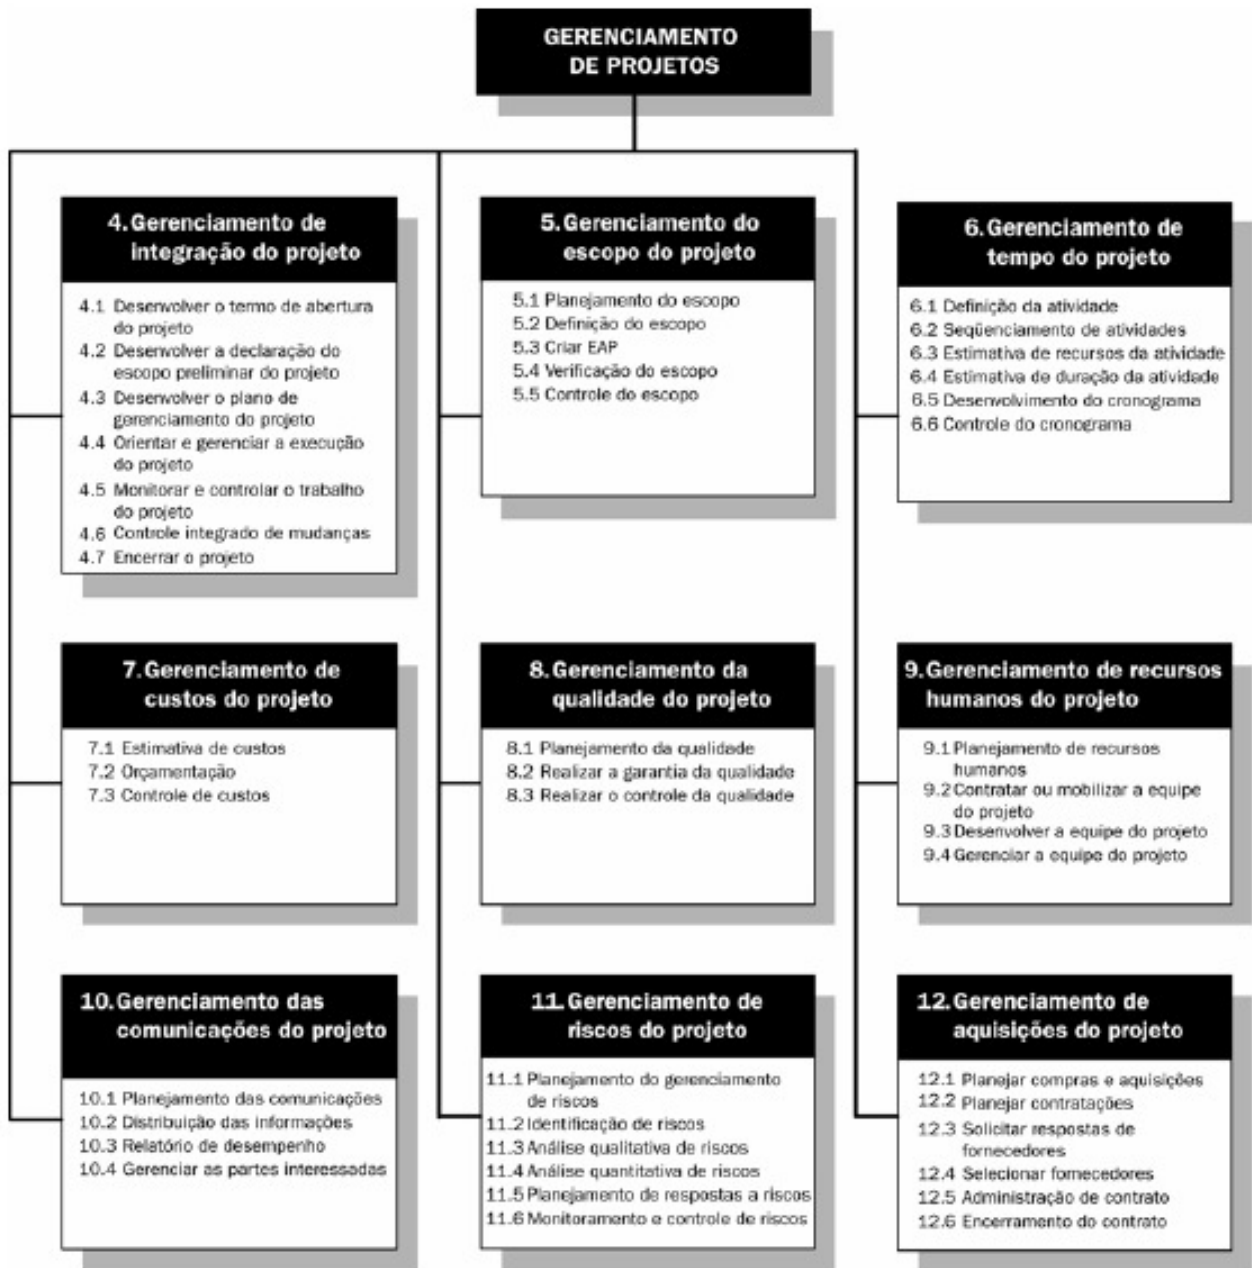 GERENCIAMENTO
DE PROJETOS
4.Gerenciamento de
integração do projeto
4.1 Desenvolver o termo de abertura
do projeto
4.2 Desenvolver a declaração do
escopo preliminar do projeto
4.3 Desenvolver o plano de
gerenciamento do projeto
4.4 Orientar e gerenciar a execução
do projeto
4.5 Monitorar e controlar o trabalho
do projeto
4.6 Controle integrado de mudanças
4.7 Encerrar o projeto
5.Gerenciamento do
escopo do projeto
5.1 Planejamento do escopo
5.2 Definição do escopo
5.3 Criar EAP
5.4 Verificação do escopo
5.5 Controle do escopo
6.Gerenciamento de
tempo do projeto
6.1 Definição da atividade
6.2 Seqüenciamento de atividades
6.3 Estimativa de recursos da atividade
6.4 Estimativa de duração da atividade
6.5 Desenvolvimento do cronograma
6.6 Controle do cronograma
7.Gerenciamento de
custos do projeto
7.1 Estimativa de custos
7.2 Orçamentação
7.3 Controle de custos
8.Gerenciamento da
qualidade do projeto
8.1 Planejamento da qualidade
8.2 Realizar a garantia da qualidade
8.3 Realizar o controle da qualidade
9.Gerenciamento de recursos
humanos do projeto
9.1 Planejamento de recursos
humanos
9.2 Contratar ou mobilizar a equipe
do projeto
9.3 Desenvolver a equipe do projeto
9.4 Gerenciar a equipe do projeto
10.Gerenciamento das
comunicações do projeto
10.1 Planejamento das comunicações
10.2 Distribuição das informações
10.3 Relatório de desempenho
10.4 Gerenciar as partes interessadas
11.Gerenciamento de
riscos do projeto
11.1 Planejamento do gerenciamento
de riscos
11.2 Identificação de riscos
11.3 Análise qualitativa de riscos
11.4 Análise quantitativa de riscos
11.5 Planejamento de respostas a riscos
11.6 Monitoramento e controle de riscos
12.Gerenciamento de
aquisições do projeto
12.1 Planejar compras e aquisições
12.2 Planejar contratações
12.3 Solicitar respostas de
fornecedores
12.4 Selecionar fornecedores
12.5 Administração de contrato
12.6 Encerramento do contrato